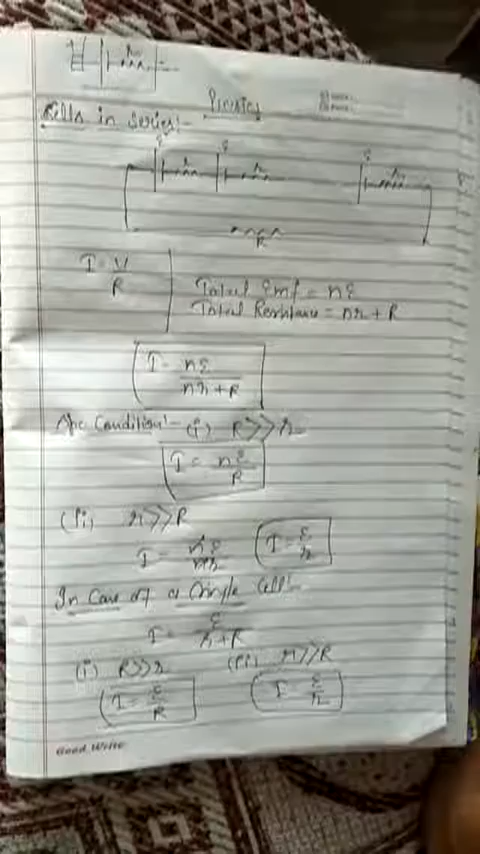 Physics
Cells in series:-
ε ε ε
R
I = V/R
Total Emf = nε
Total Resistance = nr + R
I = nε/nr+R
Condition:- (i) R>>r
I = nε/R
(ii) r>>R
I = nε/nr I = ε/r
In Case of a Single Cell:-
I = ε/r+R
(i) R>>r (ii) r>>R
I = ε/R I = ε/r
Good Write